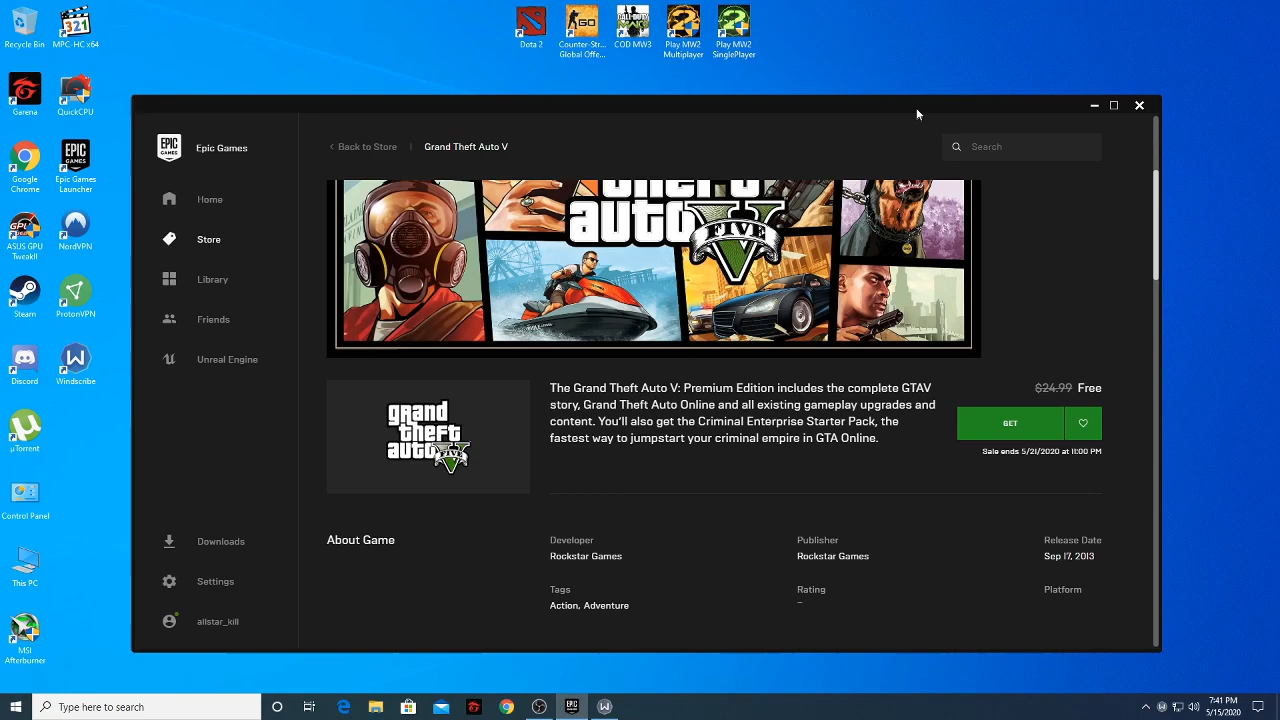 Recycle Bin
MPC-HC x64
Dota 2
Counter-Str...
Global Offe...
COD MW3
Play MW2
Multiplayer
Play MW2
SinglePlayer
Garena
QuickCPU
Google
Chrome
Epic Games
Launcher
ASUS GPU
TweakII
NordVPN
Steam
ProtonVPN
Discord
Windscribe
µTorrent
Control Panel
This PC
MSI
Afterburner
EPIC
GAMES
Epic Games
Home
Store
Library
Friends
Unreal Engine
Downloads
Settings
allstar_kill
Back to Store | Grand Theft Auto V
Search
theft
auto
V
FIVE
grand
theft
auto
V
FIVE
The Grand Theft Auto V: Premium Edition includes the complete GTAV
story, Grand Theft Auto Online and all existing gameplay upgrades and
content. You'll also get the Criminal Enterprise Starter Pack, the
fastest way to jumpstart your criminal empire in GTA Online.
$24.99 Free
GET
Sale ends 5/21/2020 at 11:00 PM
About Game
Developer
Rockstar Games
Publisher
Rockstar Games
Release Date
Sep 17, 2013
Tags
Action, Adventure
Rating
–
Platform
Type here to search
7:41 PM
5/15/2020